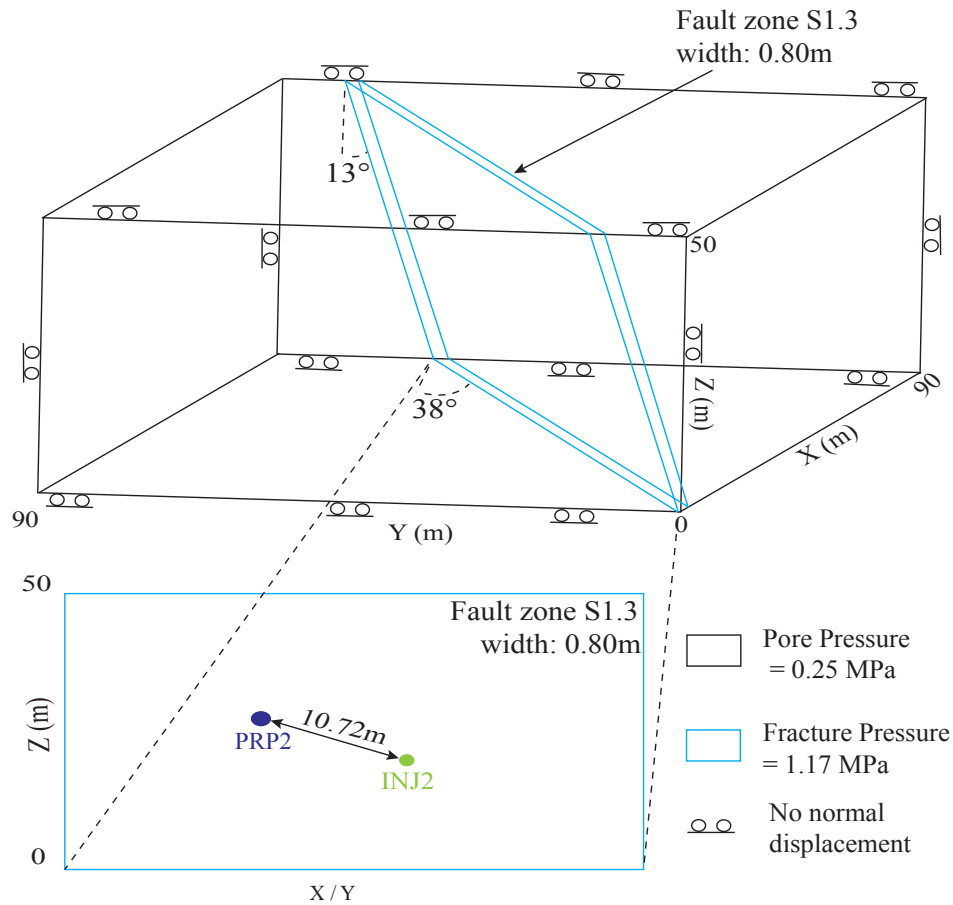 Fault zone S1.3
width: 0.80m
13°
50
Z (m)
38°
90
X (m)
90
Y (m)
0
50
Fault zone S1.3
width: 0.80m
Z (m)
10.72m
PRP2
INJ2
0
X / Y
Pore Pressure
= 0.25 MPa
Fracture Pressure
= 1.17 MPa
No normal
displacement